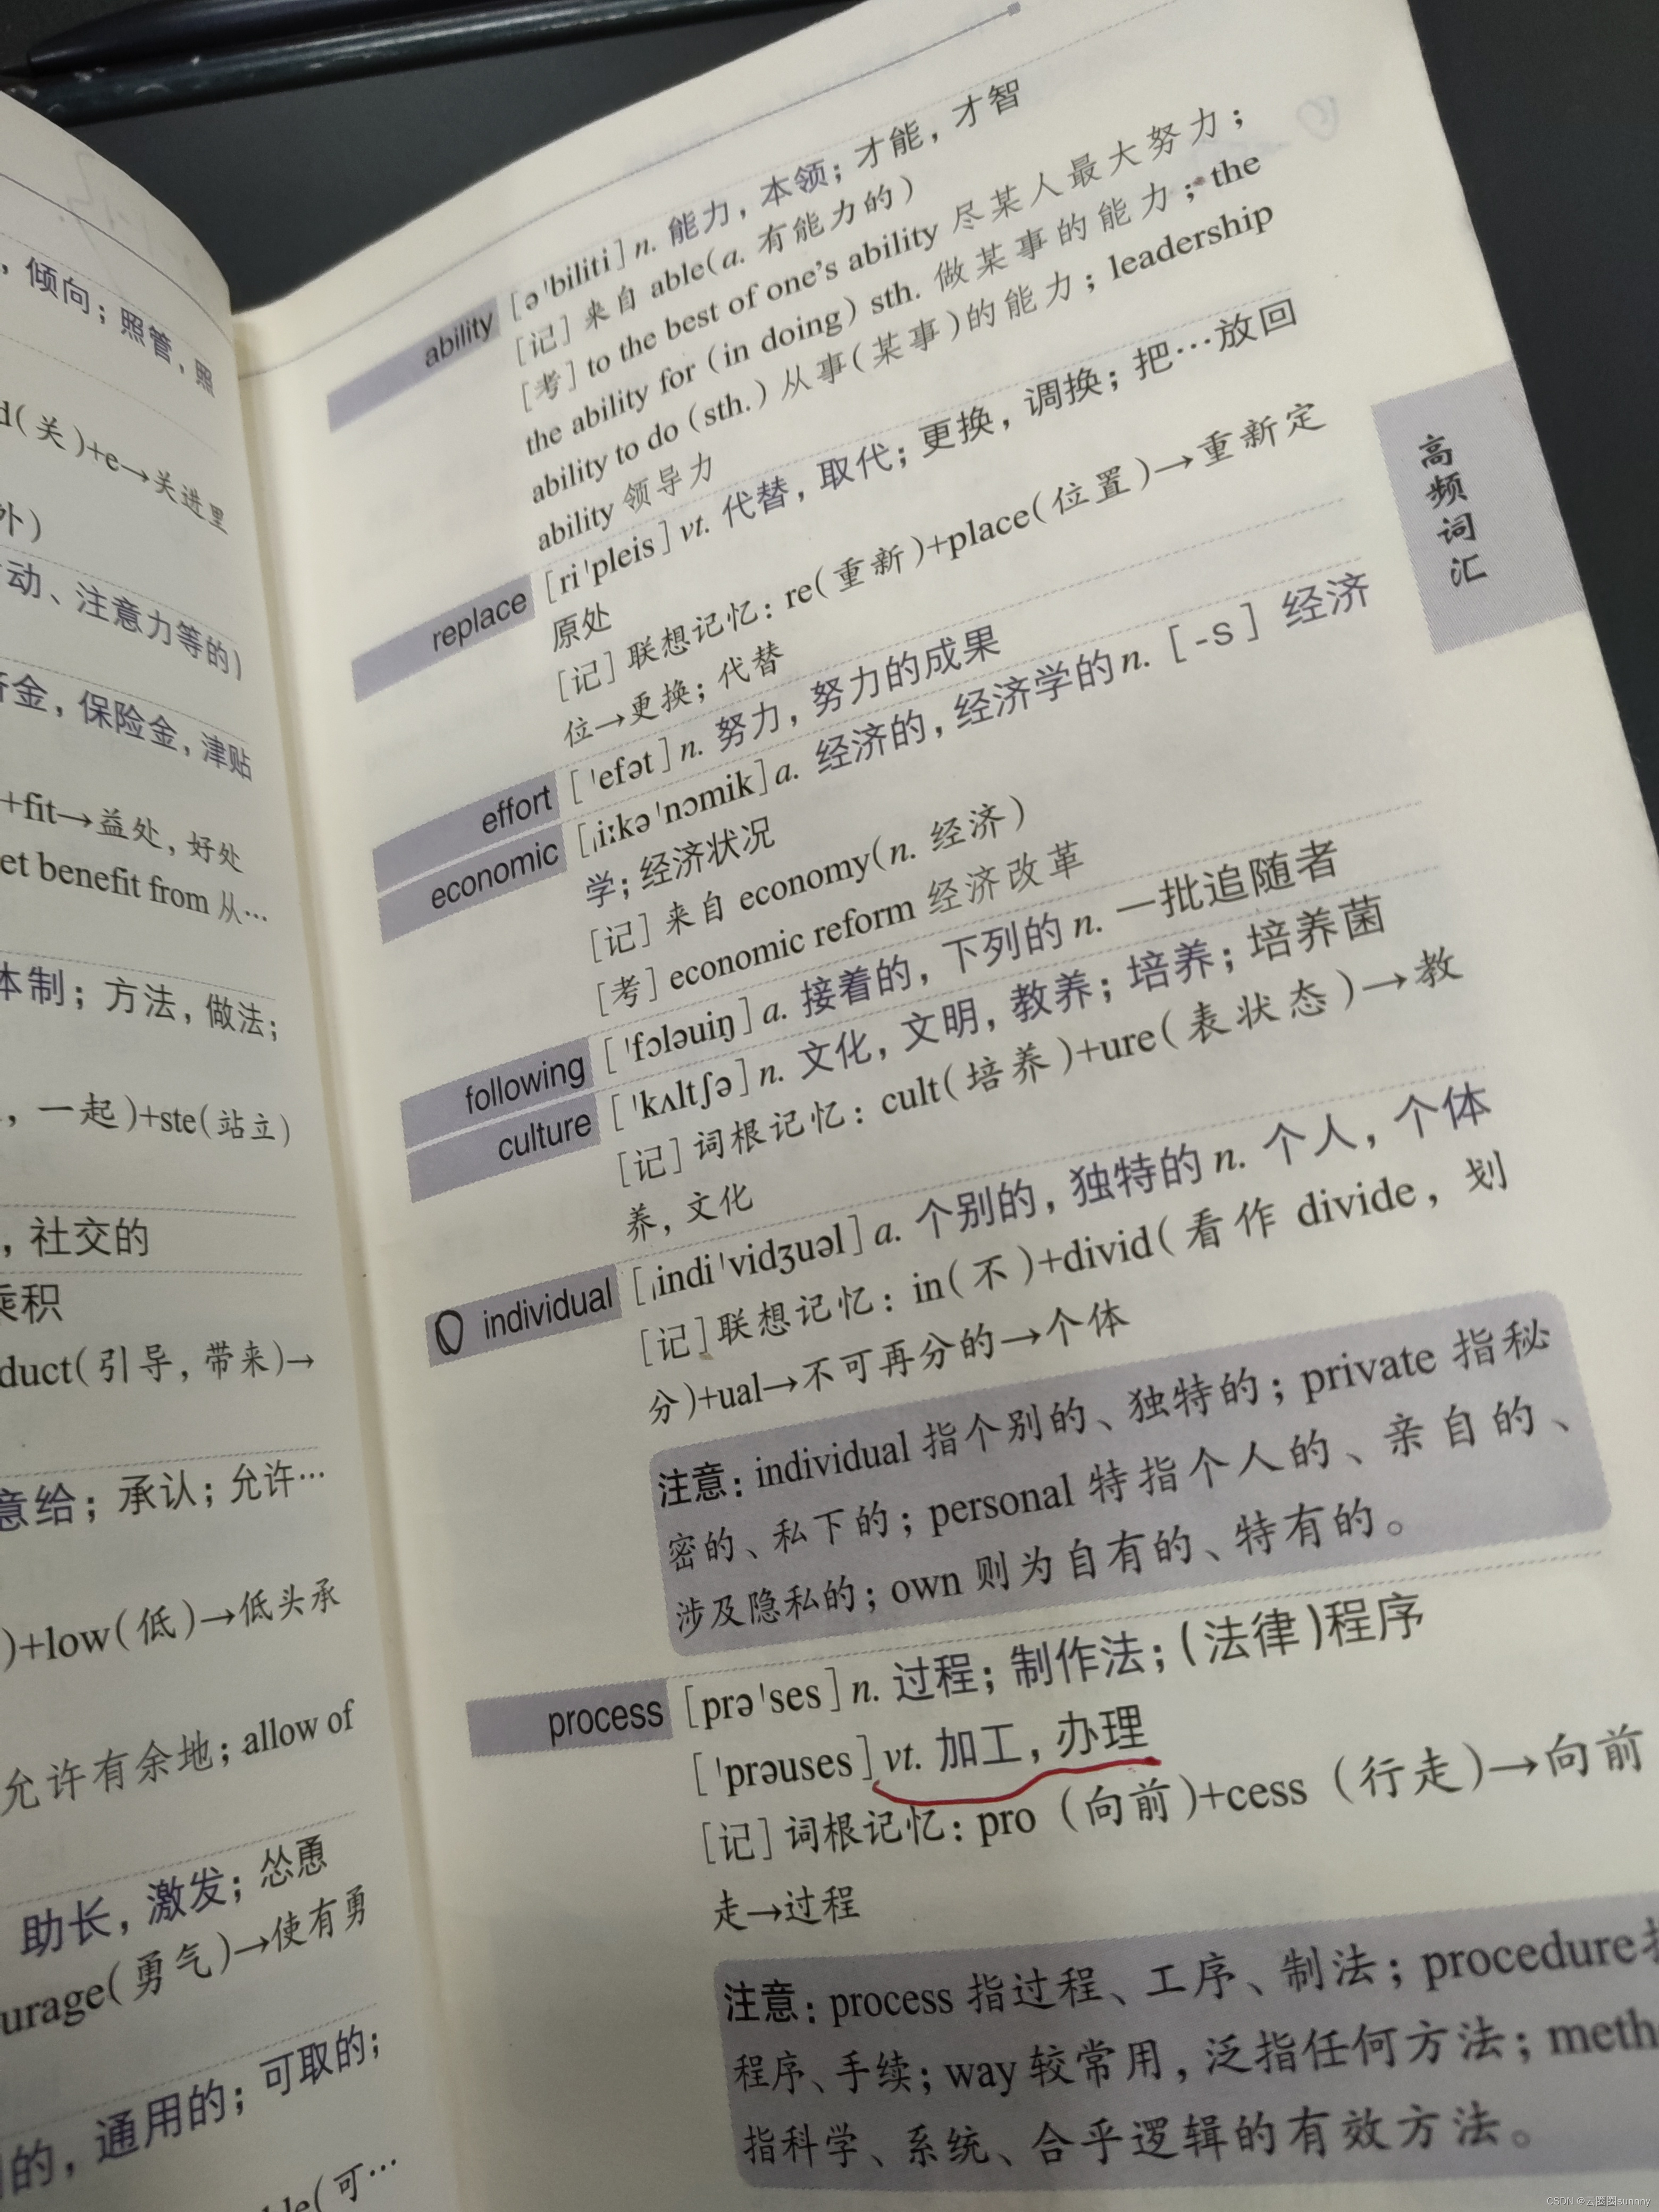 ，倾向；照管，照
d(关)+e→关进里
外)
动、注意力等的)
金，保险金，津贴
+fit→益处，好处
et benefit from 从…
体制；方法，做法；
，一起)+ste(站立)
，社交的
乘积
duct(引导，带来)→
意给；承认；允许…
)+low(低)→低头承
允许有余地；allow of
助长，激发；怂恿
urage(勇气)→使有勇
的，通用的；可取的；
(可…
ability [ə'biliti] n. 能力，本领；才能，才智
[记] 来自 able(a. 有能力的)
[考] to the best of one's ability 尽某人最大努力；
the ability for (in doing) sth. 做某事的能力；the
ability to do (sth.) 从事(某事)的能力；leadership
ability 领导力
replace [ri'pleis] vt. 代替，取代；更换，调换；把…放回
原处
[记] 联想记忆：re(重新)+place(位置)→重新定
位→更换；代替
effort ['efət] n. 努力，努力的成果
economic [ˌiːkə'nɔmik] a. 经济的，经济学的 n. [-s] 经济
学；经济状况
[记] 来自 economy(n. 经济)
[考] economic reform 经济改革
following ['fɔləuiŋ] a. 接着的，下列的 n. 一批追随者
culture ['kʌltʃə] n. 文化，文明，教养；培养；培养菌
[记] 词根记忆：cult(培养)+ure(表状态)→教
养，文化
individual [ˌindi'vidʒuəl] a. 个别的，独特的 n. 个人，个体
[记] 联想记忆：in(不)+divid(看作 divide，划
分)+ual→不可再分的→个体
注意：individual 指个别的、独特的；private 指秘
密的、私下的；personal 特指个人的、亲自的、
涉及隐私的；own 则为自有的、特有的。
process [prə'ses] n. 过程；制作法；(法律)程序
['prəuses] vt. 加工，办理
[记] 词根记忆：pro (向前)+cess (行走)→向前
走→过程
注意：process 指过程、工序、制法；procedure
程序、手续；way 较常用，泛指任何方法；meth
指科学、系统、合乎逻辑的有效方法。
高频词汇
CSDN @云圈圈sunnny